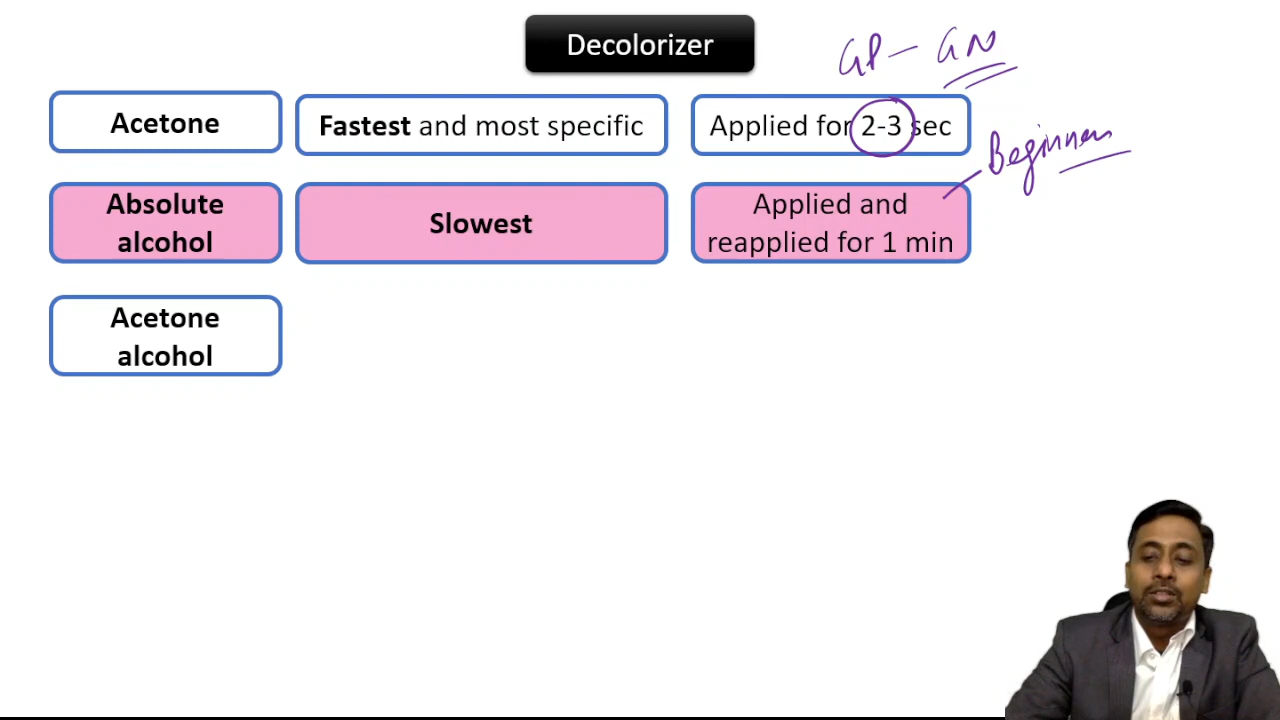 Decolorizer
GP - GN
Acetone
Fastest and most specific
Applied for 2-3 sec
Beginners
Absolute
alcohol
Slowest
Applied and
reapplied for 1 min
Acetone
alcohol